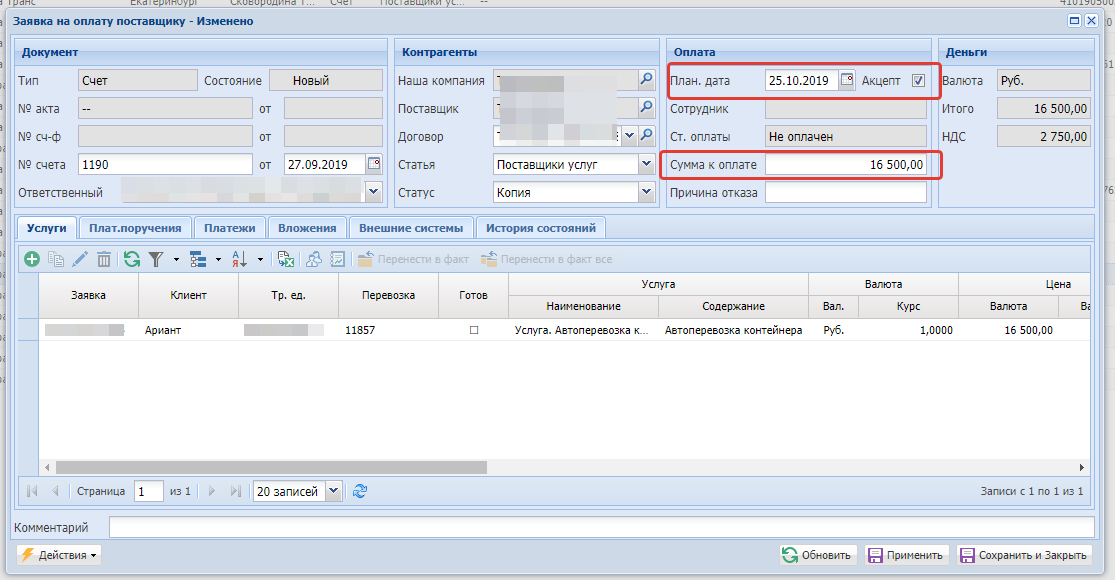 Транс Екатеринбург Сковородина Т... Счет Поставщики ус... --
Заявка на оплату поставщику - Изменено
Документ
Тип Счет Состояние Новый
№ акта -- от
№ сч-ф от
№ счета 1190 от 27.09.2019
Ответственный
Контрагенты
Наша компания
Поставщик
Договор
Статья Поставщики услуг
Статус Копия
Оплата
План. дата 25.10.2019 Акцепт
Сотрудник
Ст. оплаты Не оплачен
Сумма к оплате 16 500,00
Причина отказа
Деньги
Валюта Руб.
Итого 16 500,00
НДС 2 750,00
Услуги Плат.поручения Платежи Вложения Внешние системы История состояний
Перенести в факт Перенести в факт все
Заявка Клиент Тр. ед. Перевозка Готов Услуга Валюта Цена
Наименование Содержание Вал. Курс Валюта
Ариант 11857 Услуга. Автоперевозка к... Автоперевозка контейнера Руб. 1,0000 16 500,00
Страница 1 из 1 20 записей Записи с 1 по 1 из 1
Комментарий
Действия Обновить Применить Сохранить и Закрыть